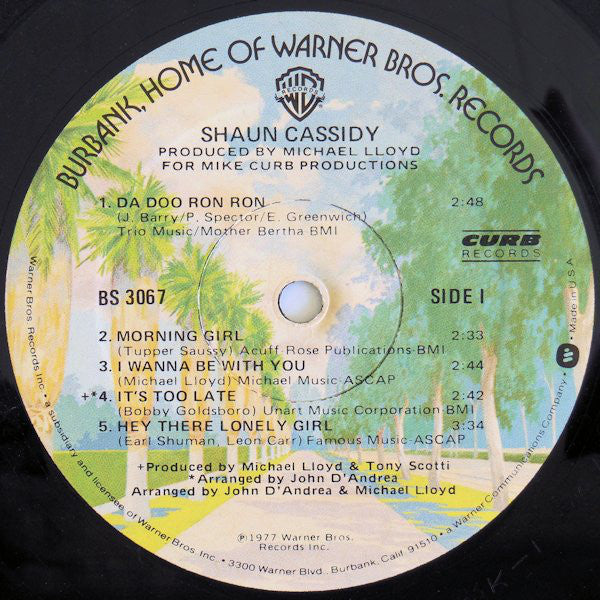 BURBANK, HOME OF WARNER BROS. RECORDS
WB
RECORDS
SHAUN CASSIDY
PRODUCED BY MICHAEL LLOYD
FOR MIKE CURB PRODUCTIONS
1. DA DOO RON RON 2:48
(J. Barry/P. Spector/E. Greenwich)
Trio Music/Mother Bertha BMI
CURB
RECORDS
BS 3067 SIDE I
2. MORNING GIRL 2:33
(Tupper Saussy) Acuff-Rose Publications-BMI
3. I WANNA BE WITH YOU 2:44
(Michael Lloyd) Michael Music-ASCAP
+*4. IT'S TOO LATE 2:42
(Bobby Goldsboro) Unart Music Corporation-BMI
5. HEY THERE LONELY GIRL 3:34
(Earl Shuman, Leon Carr) Famous Music-ASCAP
+Produced by Michael Lloyd & Tony Scotti
*Arranged by John D'Andrea
Arranged by John D'Andrea & Michael Lloyd
℗1977 Warner Bros.
Records Inc.
Warner Bros. Records Inc. • a subsidiary and licensee of Warner Bros. Inc. • 3300 Warner Blvd., Burbank, Calif. 91510 • a Warner Communications Company. • Made in U.S.A.